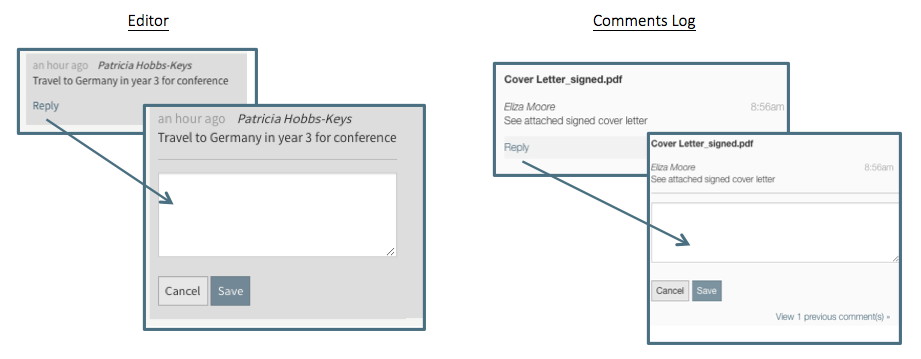 Editor
an hour ago Patricia Hobbs-Keys
Travel to Germany in year 3 for conference
Reply
an hour ago Patricia Hobbs-Keys
Travel to Germany in year 3 for conference
Cancel Save
Comments Log
Cover Letter_signed.pdf
Eliza Moore 8:56am
See attached signed cover letter
Reply
Cover Letter_signed.pdf
Eliza Moore 8:56am
See attached signed cover letter
Cancel Save
View 1 previous comment(s) »